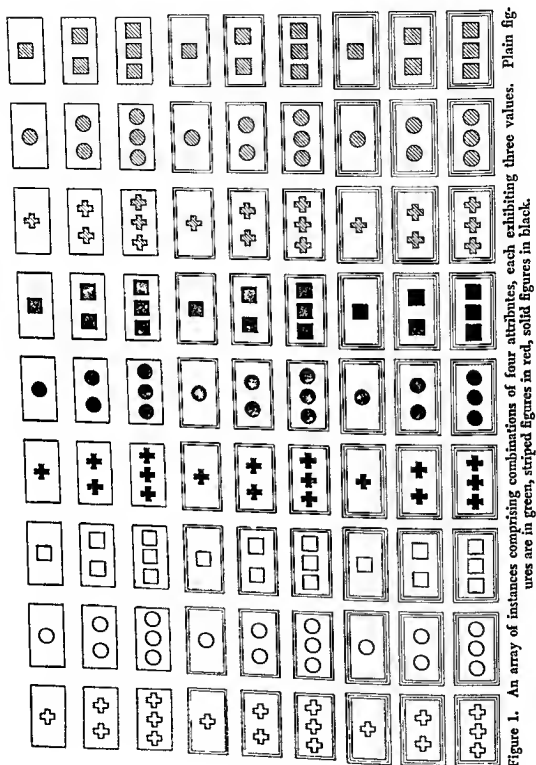 Figure 1. An array of instances comprising combinations of four attributes, each exhibiting three values. Plain fig-
ures are in green, striped figures in red, solid figures in black.